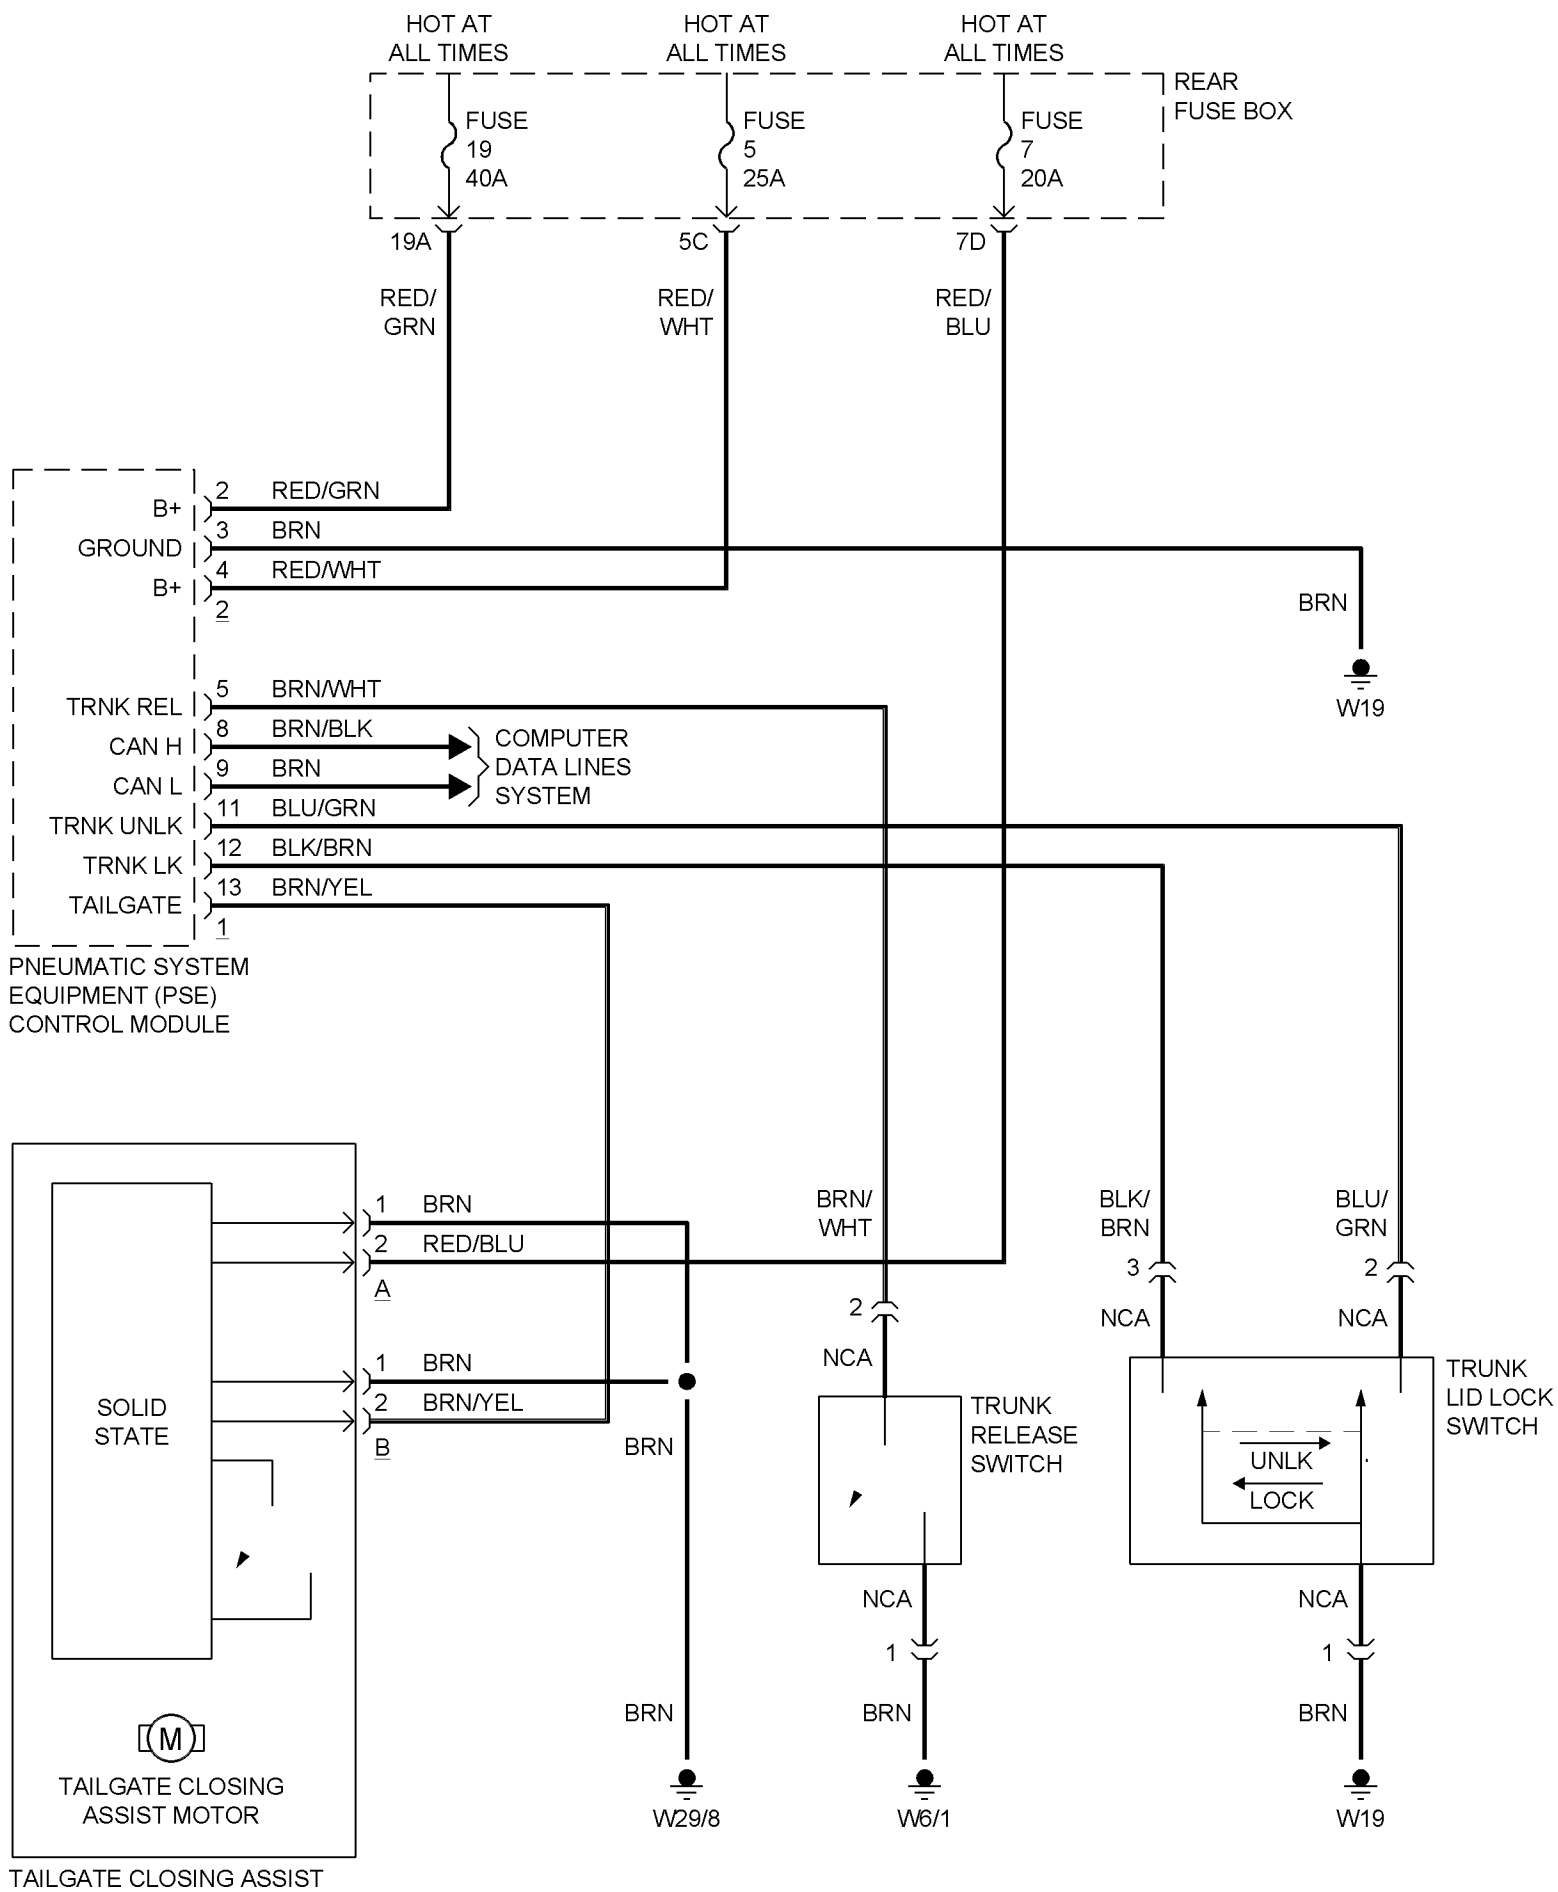 HOT AT
ALL TIMES
HOT AT
ALL TIMES
HOT AT
ALL TIMES
REAR
FUSE BOX
FUSE
19
40A
FUSE
5
25A
FUSE
7
20A
19A
5C
7D
RED/
GRN
RED/
WHT
RED/
BLU
B+
2
RED/GRN
GROUND
3
BRN
B+
4
RED/WHT
2
BRN
W19
TRNK REL
5
BRN/WHT
CAN H
8
BRN/BLK
CAN L
9
BRN
COMPUTER
DATA LINES
SYSTEM
TRNK UNLK
11
BLU/GRN
TRNK LK
12
BLK/BRN
TAILGATE
13
BRN/YEL
1
PNEUMATIC SYSTEM
EQUIPMENT (PSE)
CONTROL MODULE
1
BRN
2
RED/BLU
A
1
BRN
2
BRN/YEL
B
SOLID
STATE
BRN
BRN
W29/8
M
TAILGATE CLOSING
ASSIST MOTOR
TAILGATE CLOSING ASSIST
BRN/
WHT
2
NCA
TRUNK
RELEASE
SWITCH
NCA
1
BRN
W6/1
BLK/
BRN
3
NCA
BLU/
GRN
2
NCA
TRUNK
LID LOCK
SWITCH
UNLK
LOCK
NCA
1
BRN
W19